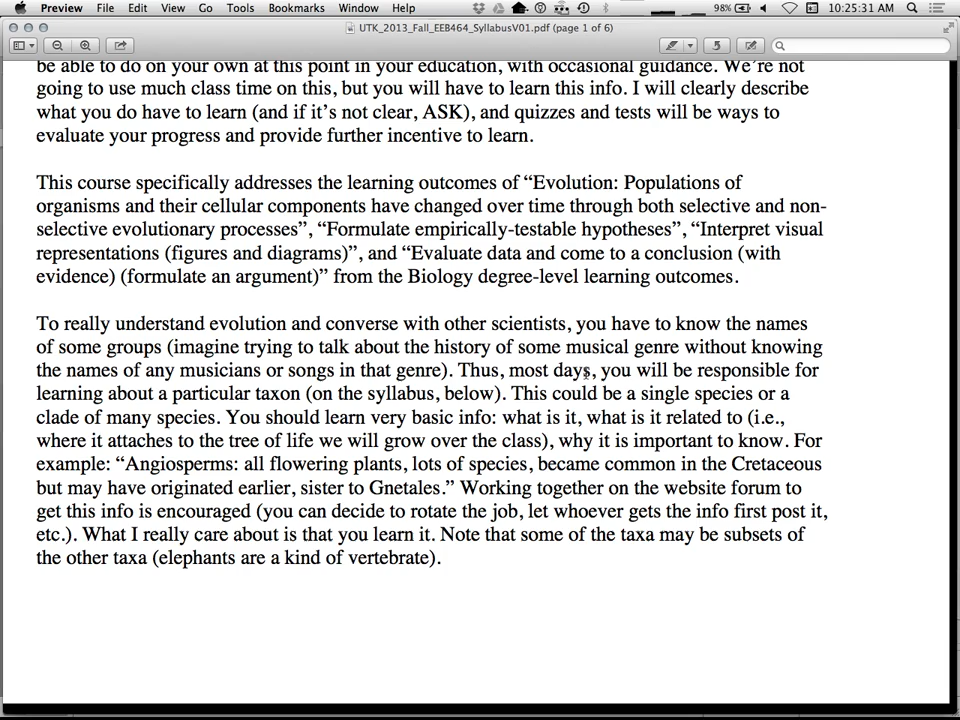 Preview File Edit View Go Tools Bookmarks Window Help 98% 10:25:31 AM
UTK_2013_Fall_EEB464_SyllabusV01.pdf (page 1 of 6)
be able to do on your own at this point in your education, with occasional guidance. We’re not
going to use much class time on this, but you will have to learn this info. I will clearly describe
what you do have to learn (and if it’s not clear, ASK), and quizzes and tests will be ways to
evaluate your progress and provide further incentive to learn.
This course specifically addresses the learning outcomes of “Evolution: Populations of
organisms and their cellular components have changed over time through both selective and non-
selective evolutionary processes”, “Formulate empirically-testable hypotheses”, “Interpret visual
representations (figures and diagrams)”, and “Evaluate data and come to a conclusion (with
evidence) (formulate an argument)” from the Biology degree-level learning outcomes.
To really understand evolution and converse with other scientists, you have to know the names
of some groups (imagine trying to talk about the history of some musical genre without knowing
the names of any musicians or songs in that genre). Thus, most days, you will be responsible for
learning about a particular taxon (on the syllabus, below). This could be a single species or a
clade of many species. You should learn very basic info: what is it, what is it related to (i.e.,
where it attaches to the tree of life we will grow over the class), why it is important to know. For
example: “Angiosperms: all flowering plants, lots of species, became common in the Cretaceous
but may have originated earlier, sister to Gnetales.” Working together on the website forum to
get this info is encouraged (you can decide to rotate the job, let whoever gets the info first post it,
etc.). What I really care about is that you learn it. Note that some of the taxa may be subsets of
the other taxa (elephants are a kind of vertebrate).